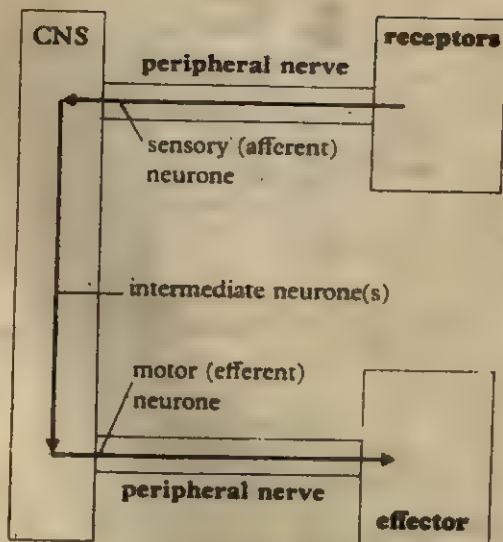 CNS
receptors
peripheral nerve
sensory (afferent)
neurone
intermediate neurone(s)
motor (efferent)
neurone
peripheral nerve
effector